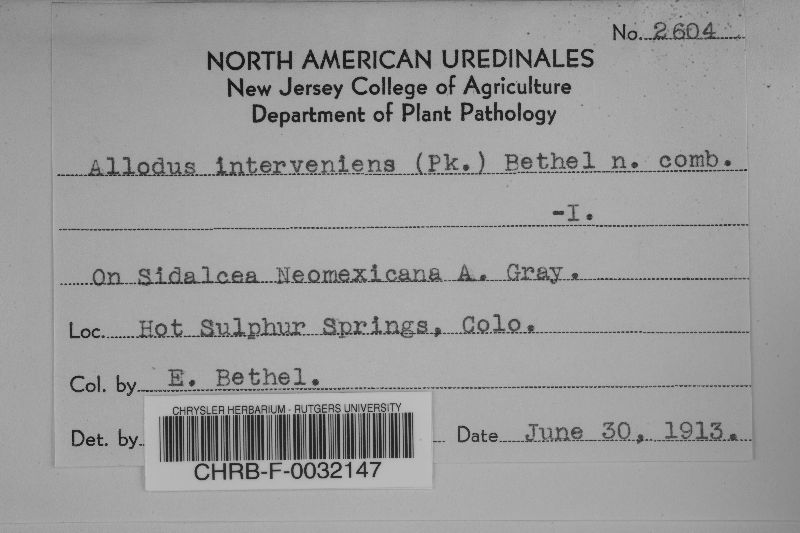 No. 2604
NORTH AMERICAN UREDINALES
New Jersey College of Agriculture
Department of Plant Pathology
Allodus interveniens (Pk.) Bethel n. comb.
-I.
On Sidalcea Neomexicana A. Gray.
Loc. Hot Sulphur Springs, Colo.
Col. by E. Bethel.
Det. by Date June 30, 1913.
CHRYSLER HERBARIUM - RUTGERS UNIVERSITY
CHRB-F-0032147